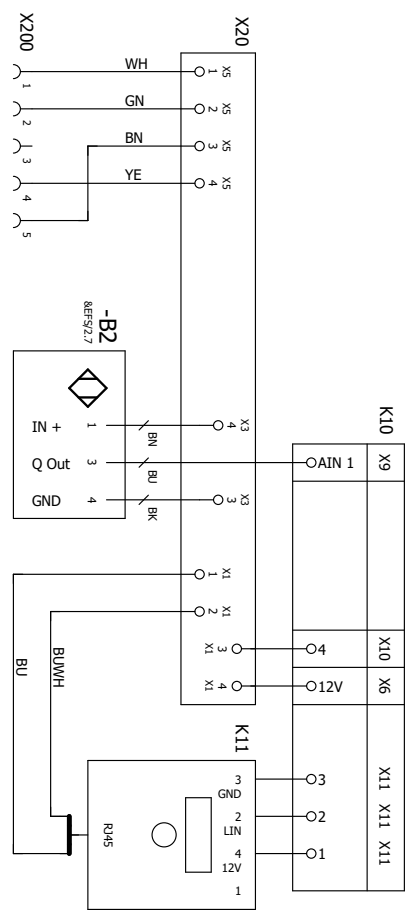 X200
X20
K10
1
WH
1 X5
2
GN
2 X5
3
BN
3 X5
4
YE
4 X5
5
-B2
&EFS/2.7
IN + 1
BN
4 X3
Q Out 3
BU
AIN 1 X9
GND 4
BK
3 X3
1 X1
2 X1
X1 3
4 X10
X1 4
12V X6
BU
BUWH
K11
RJ45
3
GND
3 X11
2
LIN
2 X11
4
12V
1 X11
1